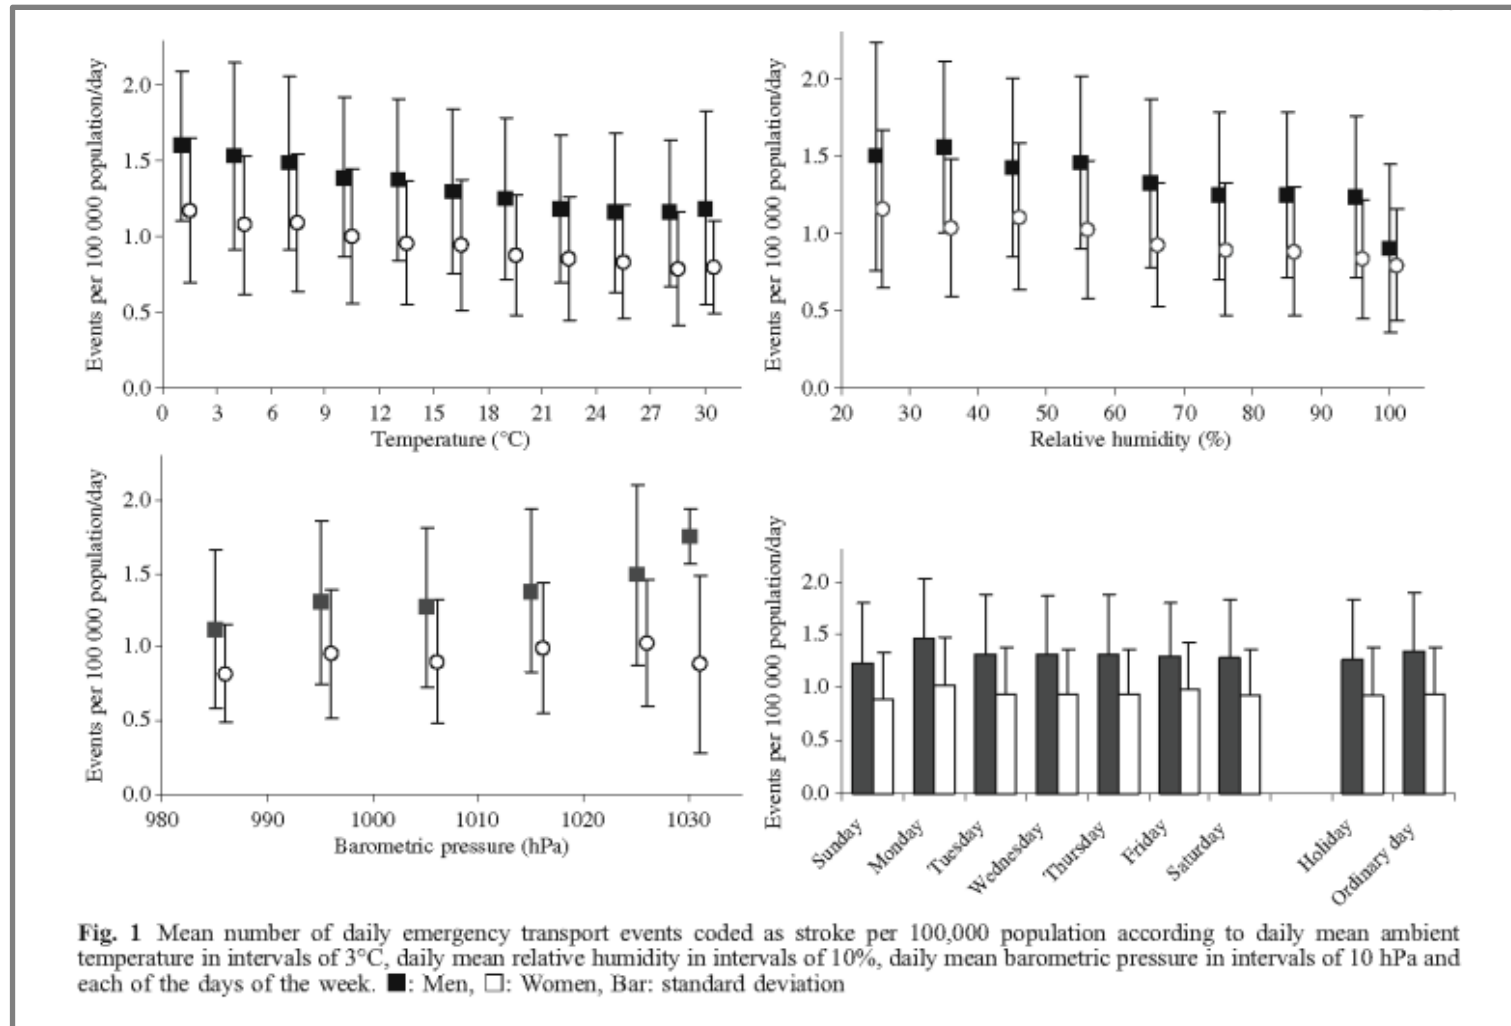 Events per 100 000 population/day
2.0
1.5
1.0
0.5
0.0
0 3 6 9 12 15 18 21 24 27 30
Temperature (°C)
Events per 100 000 population/day
2.0
1.5
1.0
0.5
0.0
20 30 40 50 60 70 80 90 100
Relative humidity (%)
Events per 100 000 population/day
2.0
1.5
1.0
0.5
0.0
980 990 1000 1010 1020 1030
Barometric pressure (hPa)
Events per 100 000 population/day
2.0
1.5
1.0
0.5
0.0
Sunday Monday Tuesday Wednesday Thursday Friday Saturday Holiday Ordinary day
Fig. 1 Mean number of daily emergency transport events coded as stroke per 100,000 population according to daily mean ambient
temperature in intervals of 3°C, daily mean relative humidity in intervals of 10%, daily mean barometric pressure in intervals of 10 hPa and
each of the days of the week. ■: Men, □: Women, Bar: standard deviation